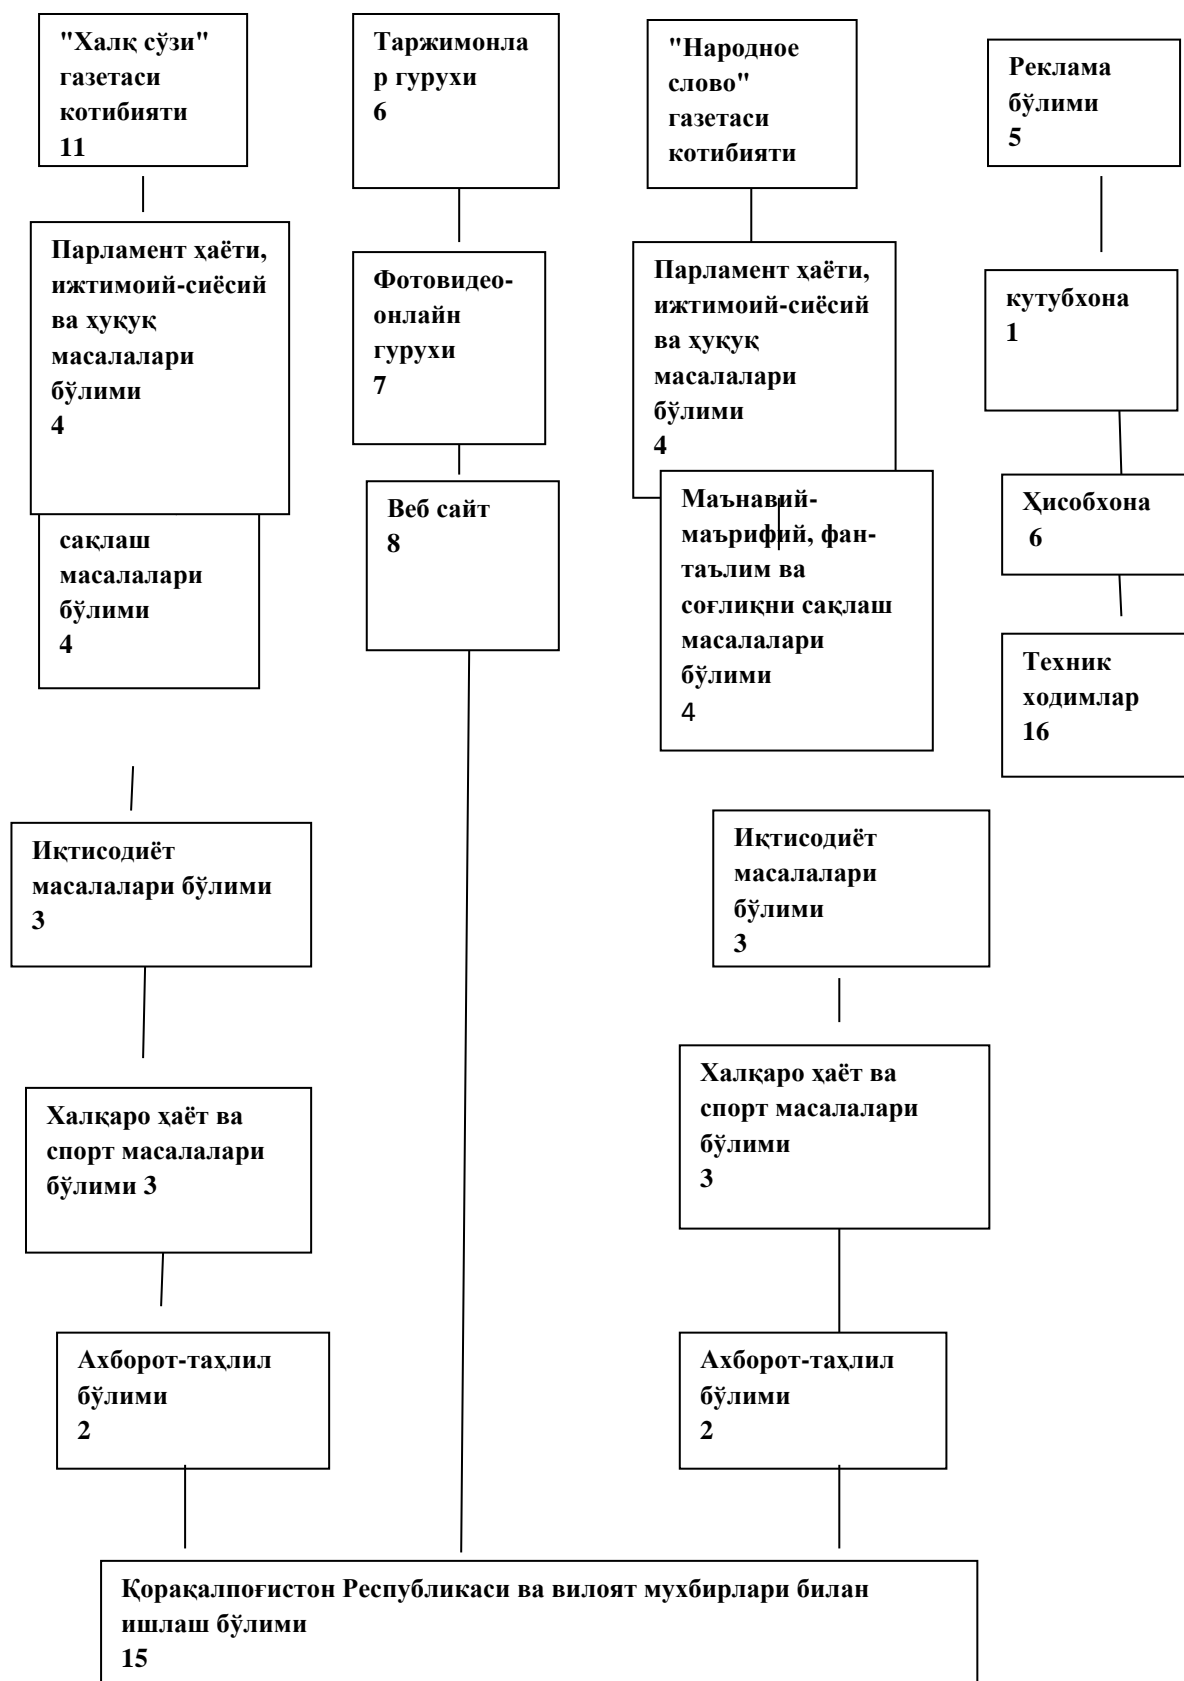 "Халқ сўзи"
газетаси
котибияти
11
Парламент ҳаёти,
ижтимоий-сиёсий
ва ҳуқуқ
масалалари
бўлими
4
сақлаш
масалалари
бўлими
4
Иқтисодиёт
масалалари бўлими
3
Халқаро ҳаёт ва
спорт масалалари
бўлими 3
Ахборот-таҳлил
бўлими
2
Таржимонла
р гурухи
6
Фотовидео-
онлайн
гурухи
7
Веб сайт
8
"Народное
слово"
газетаси
котибияти
Парламент ҳаёти,
ижтимоий-сиёсий
ва ҳуқуқ
масалалари
бўлими
4
Маънавий-
маърифий, фан-
таълим ва
соғлиқни сақлаш
масалалари
бўлими
4
Иқтисодиёт
масалалари
бўлими
3
Халқаро ҳаёт ва
спорт масалалари
бўлими
3
Ахборот-таҳлил
бўлими
2
Реклама
бўлими
5
кутубхона
1
Ҳисобхона
6
Техник
ходимлар
16
Қорақалпоғистон Республикаси ва вилоят мухбирлари билан
ишлаш бўлими
15